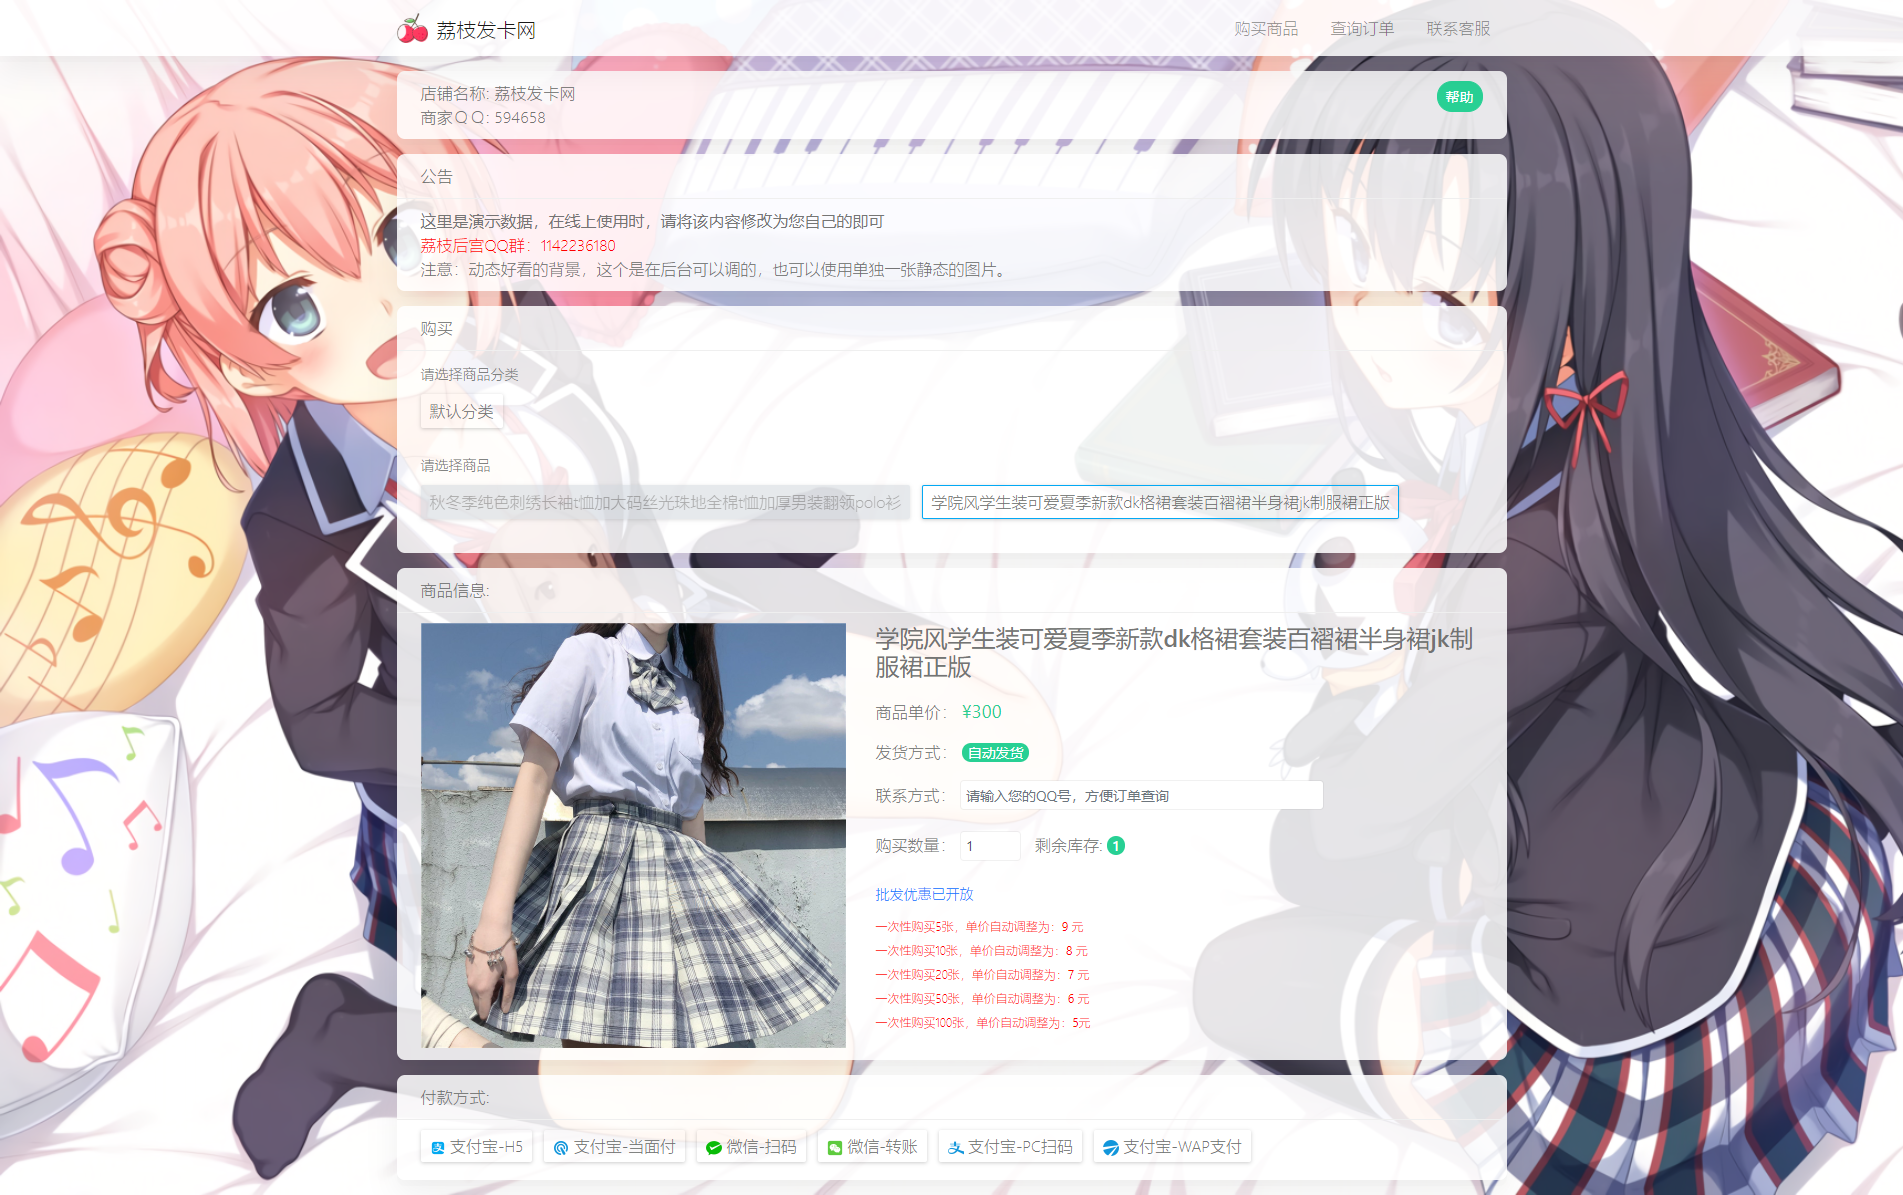 荔枝发卡网
购买商品 查询订单 联系客服
店铺名称: 荔枝发卡网
帮助
商家ＱＱ: 594658
公告
这里是演示数据，在线上使用时，请将该内容修改为您自己的即可
荔枝后宫QQ群：1142236180
注意：动态好看的背景，这个是在后台可以调的，也可以使用单独一张静态的图片。
购买
请选择商品分类
默认分类
请选择商品
秋冬季纯色刺绣长袖t恤加大码丝光珠地全棉t恤加厚男装翻领polo衫 学院风学生装可爱夏季新款dk格裙套装百褶裙半身裙jk制服裙正版
商品信息:
学院风学生装可爱夏季新款dk格裙套装百褶裙半身裙jk制
服裙正版
商品单价： ¥300
发货方式： 自动发货
联系方式： 请输入您的QQ号，方便订单查询
购买数量： 1 剩余库存: 1
批发优惠已开放
一次性购买5张，单价自动调整为：9 元
一次性购买10张，单价自动调整为：8 元
一次性购买20张，单价自动调整为：7 元
一次性购买50张，单价自动调整为：6 元
一次性购买100张，单价自动调整为：5元
付款方式:
支付宝-H5 支付宝-当面付 微信-扫码 微信-转账 支付宝-PC扫码 支付宝-WAP支付